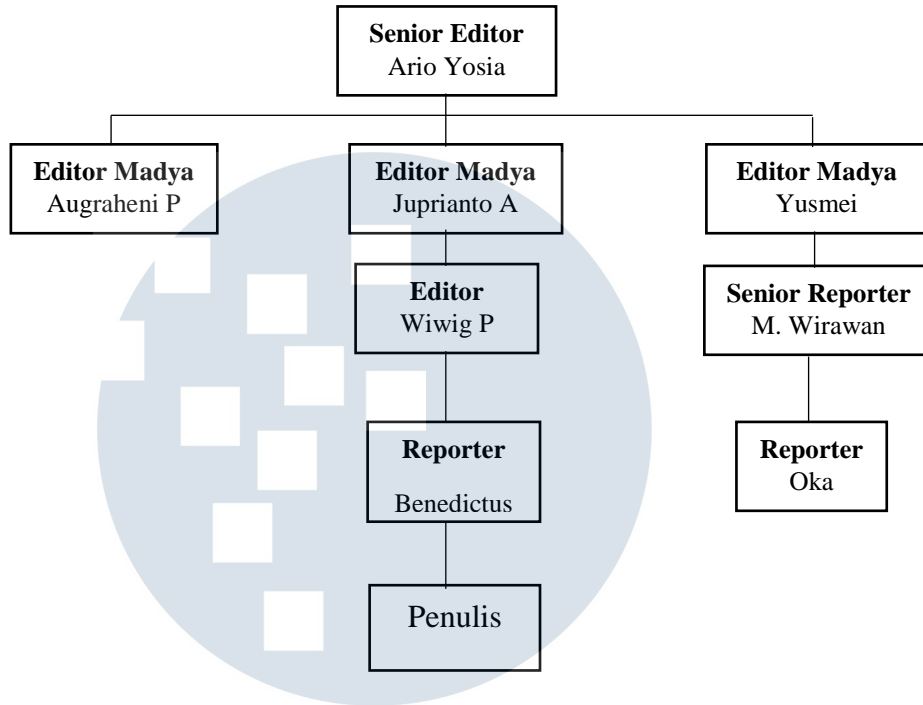 Senior Editor
Ario Yosia
Editor Madya
Augraheni P
Editor Madya
Juprianto A
Editor Madya
Yusmei
Editor
Wiwig P
Senior Reporter
M. Wirawan
Reporter
Benedictus
Reporter
Oka
Penulis